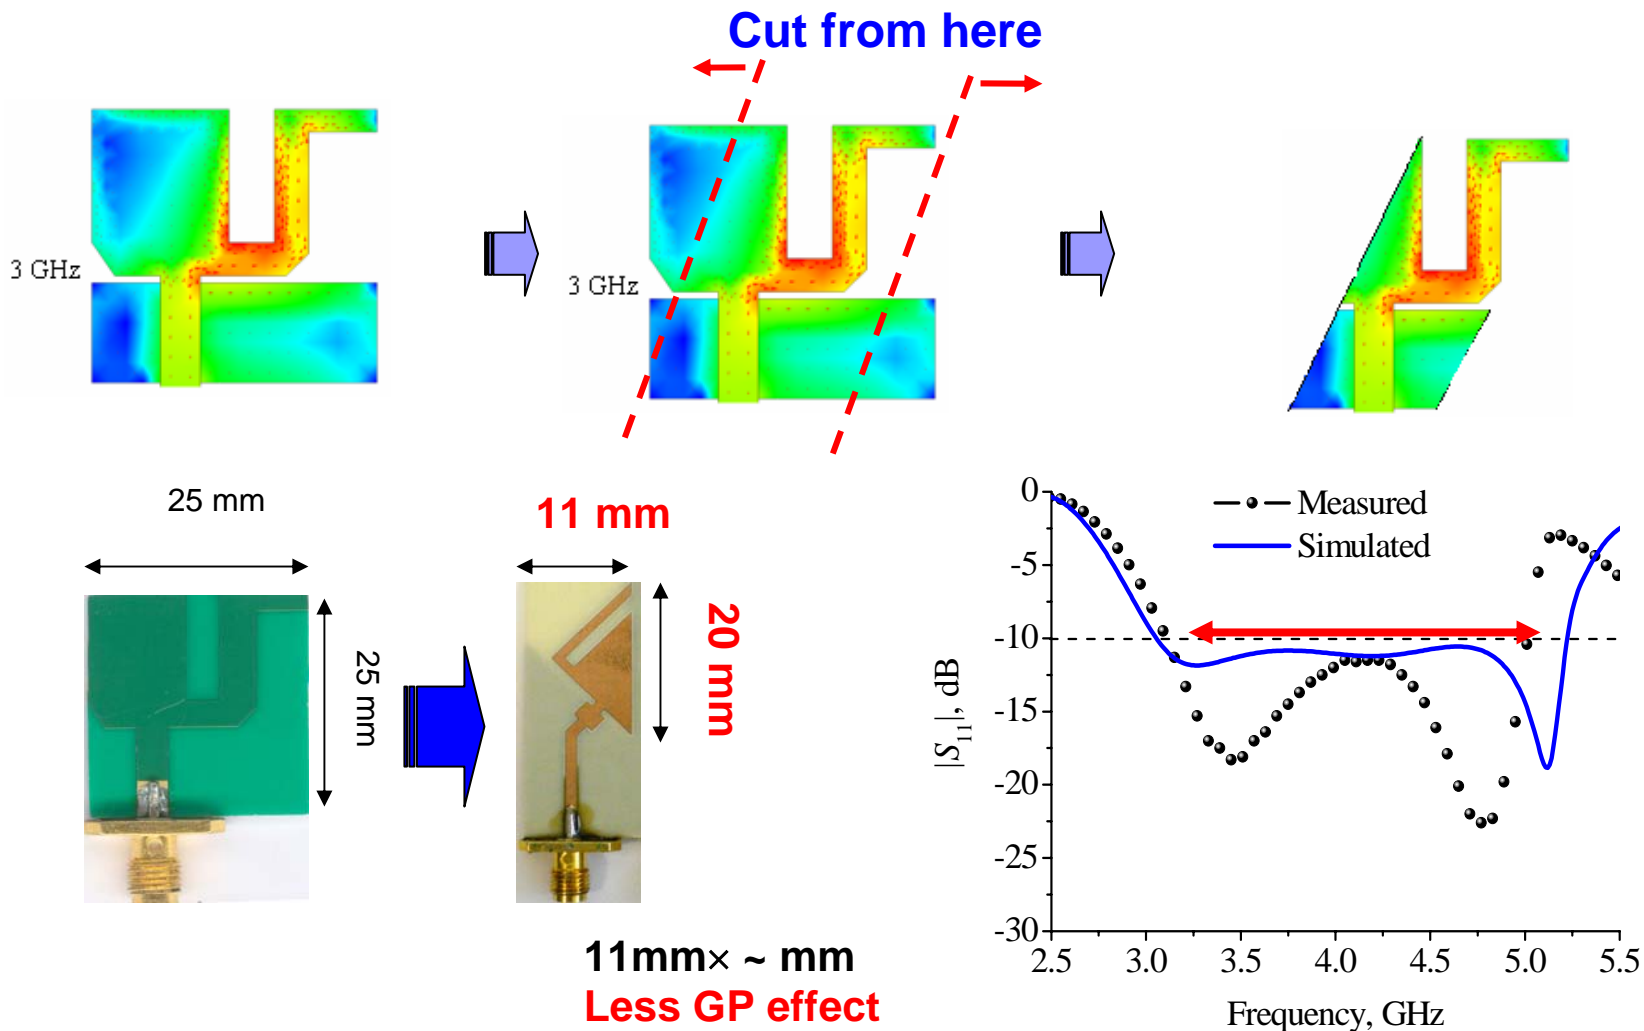 Cut from here
3 GHz
3 GHz
25 mm
25 mm
11 mm
20 mm
11mm× ~ mm
Less GP effect
Measured
Simulated
|S11|, dB
0
-5
-10
-15
-20
-25
-30
2.5 3.0 3.5 4.0 4.5 5.0 5.5
Frequency, GHz